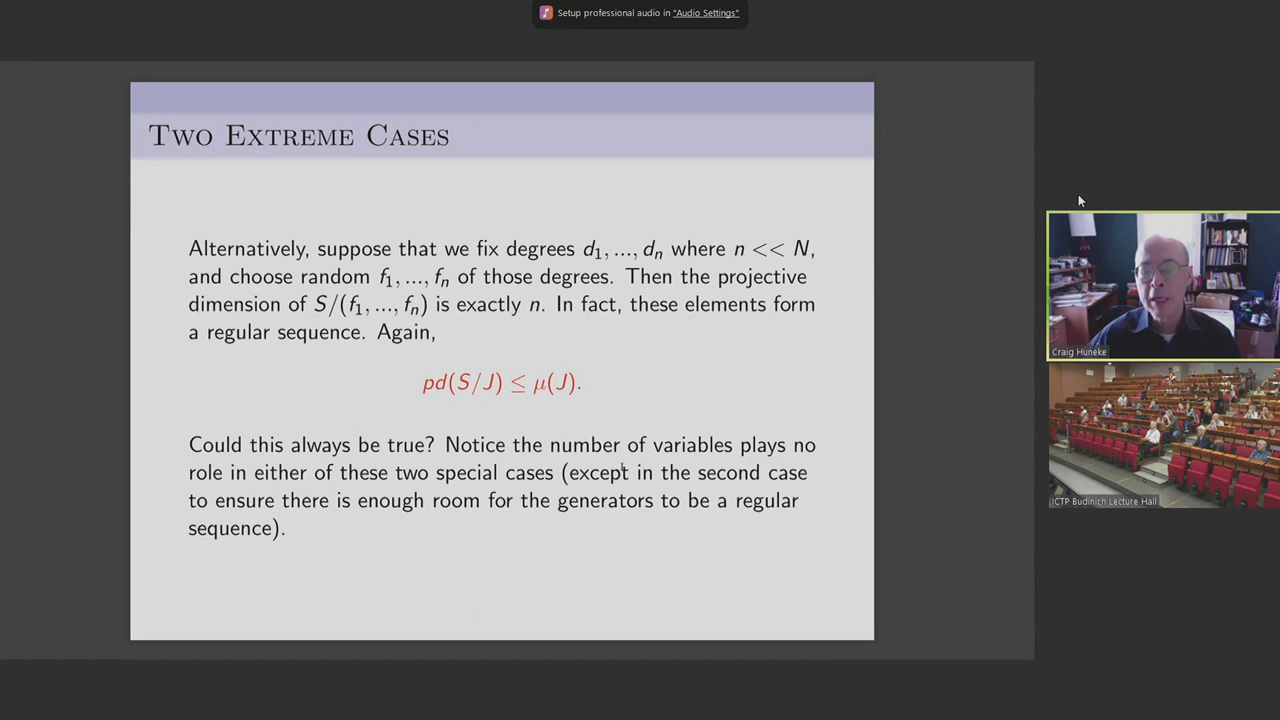 Setup professional audio in "Audio Settings"
Two Extreme Cases
Alternatively, suppose that we fix degrees d₁, ..., dₙ where n << N,
and choose random f₁, ..., fₙ of those degrees. Then the projective
dimension of S/(f₁, ..., fₙ) is exactly n. In fact, these elements form
a regular sequence. Again,
pd(S/J) ≤ μ(J).
Could this always be true? Notice the number of variables plays no
role in either of these two special cases (except in the second case
to ensure there is enough room for the generators to be a regular
sequence).
Craig Huneke
ICTP Budinich Lecture Hall